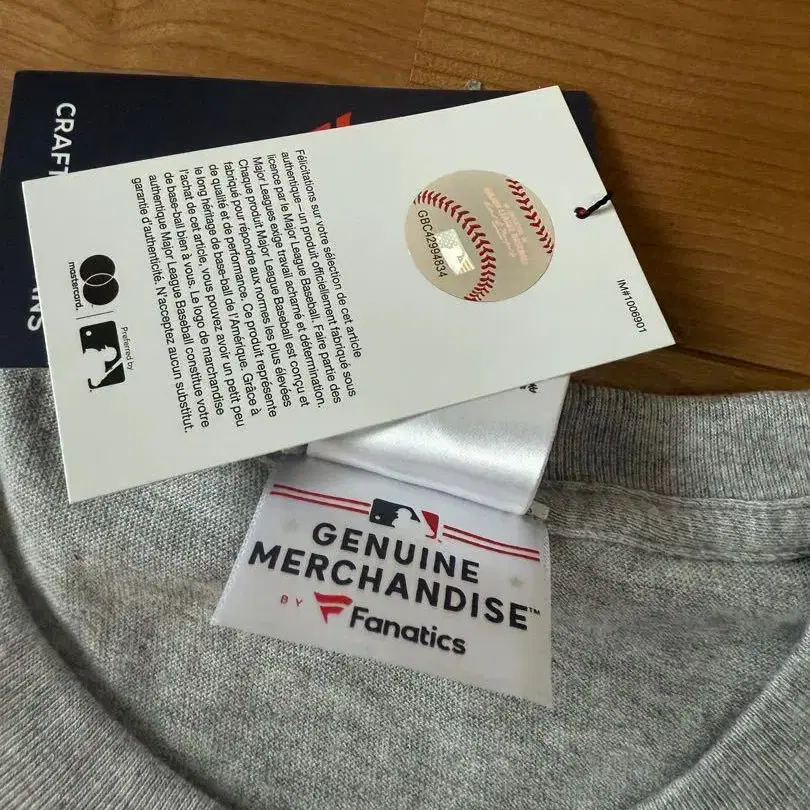 CRAFT
ANS
Félicitations sur votre sélection de cet article
authentique—un produit officiellement fabriqué sous
licence par le Major League Baseball. Faire partie des
Major Leagues exige travail acharné et détermination.
Chaque produit Major League Baseball est conçu et
fabriqué pour répondre aux normes les plus élevées
de qualité et de performance. Ce produit représente
le long héritage de base-ball de l'Amérique. Grâce à
l'achat de cet article, vous pouvez avoir un petit peu
de base-ball bien à vous. Le logo de marchandise
authentique Major League Baseball constitue votre
garantie d'authenticité. N'acceptez aucun substitut.
mastercard.
Preferred by
GBC42994834
IM#1006901
GENUINE
MERCHANDISE™
BY Fanatics